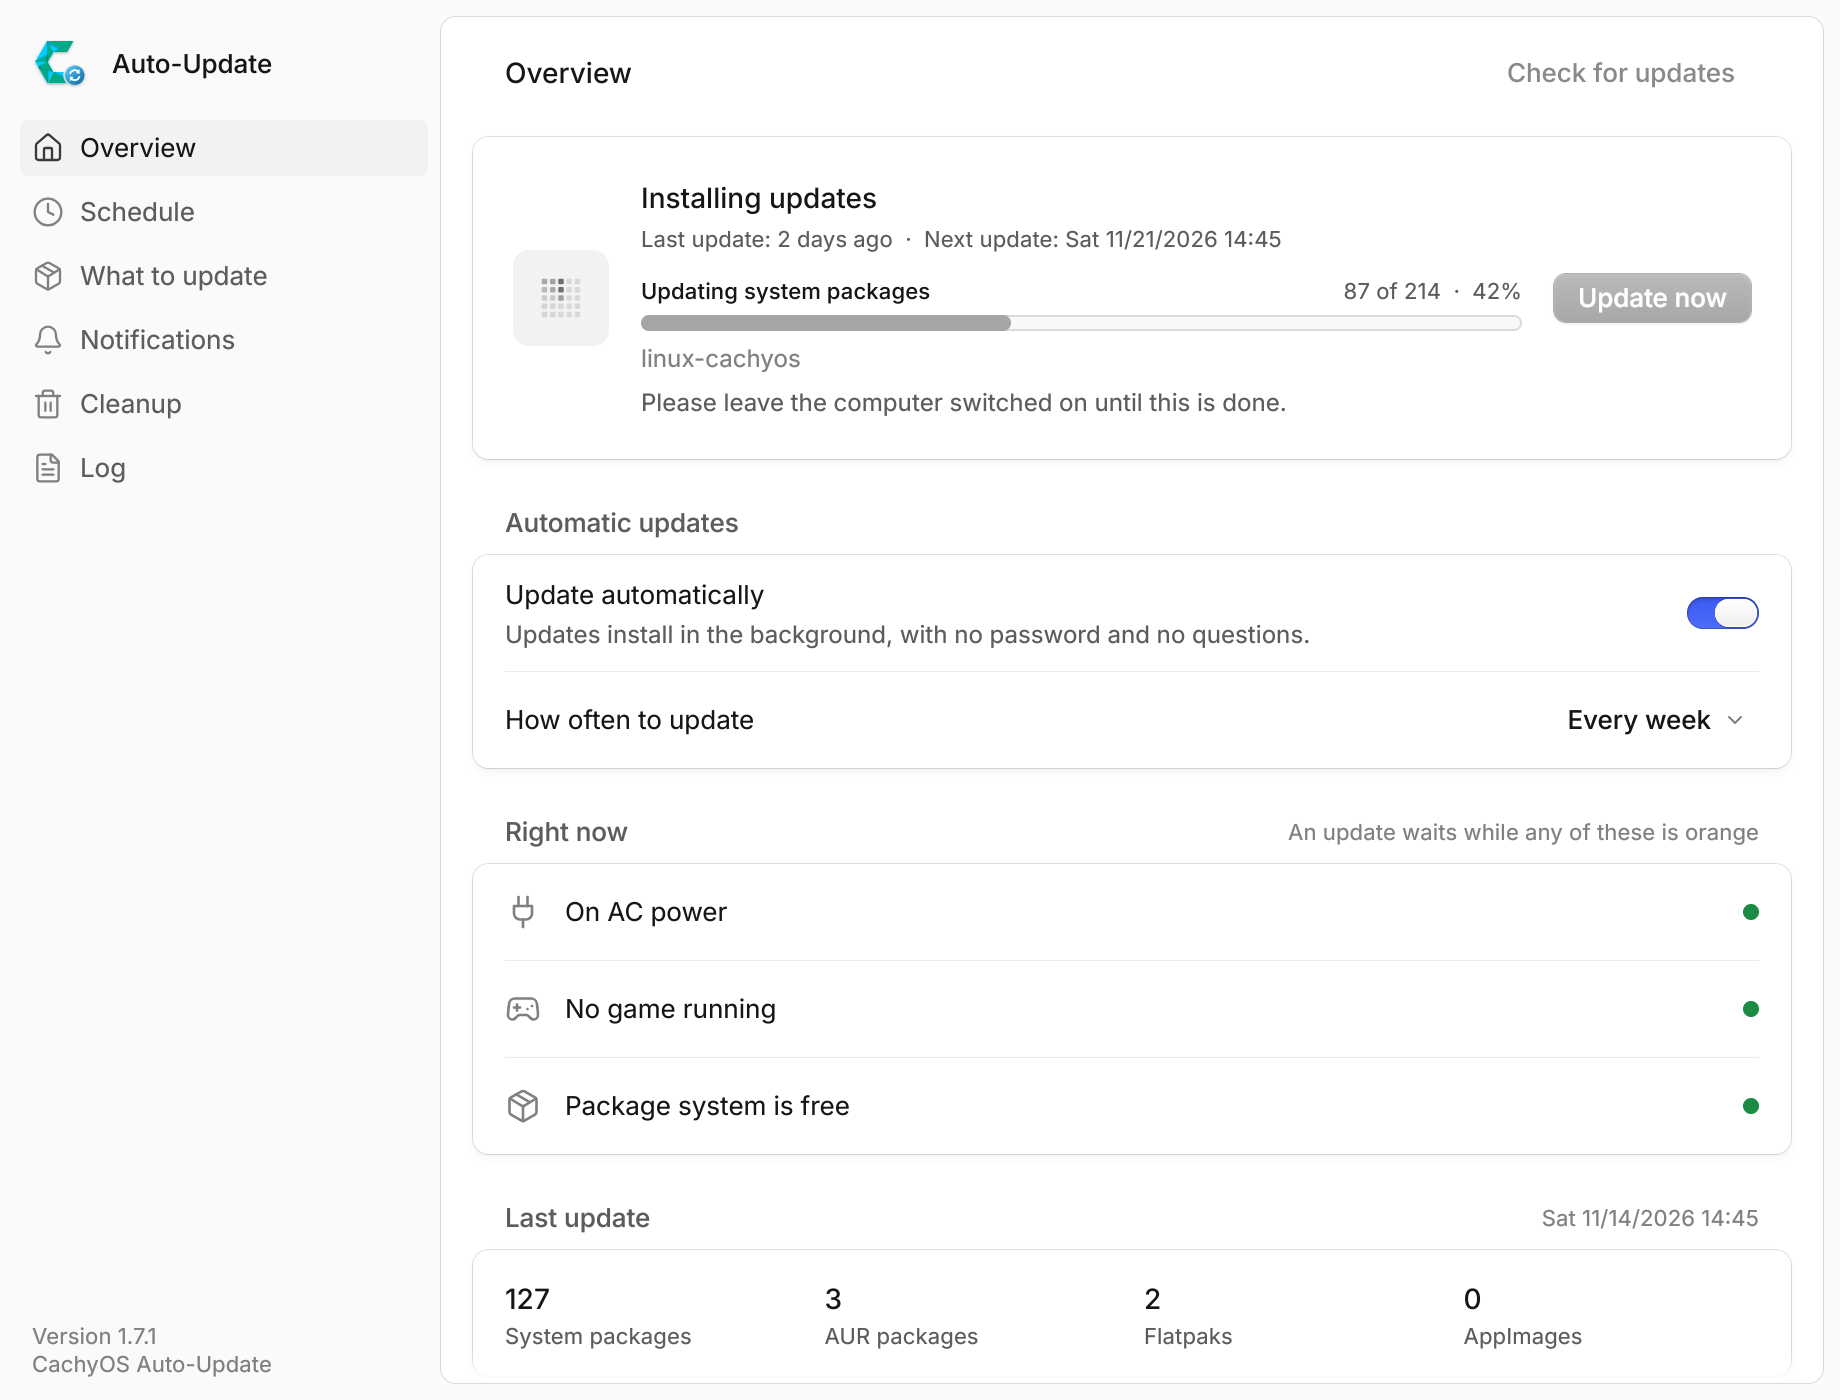 Auto-Update
Overview
Schedule
What to update
Notifications
Cleanup
Log
Version 1.7.1
CachyOS Auto-Update
Overview
Check for updates
Installing updates
Last update: 2 days ago · Next update: Sat 11/21/2026 14:45
Updating system packages
87 of 214 · 42%
linux-cachyos
Please leave the computer switched on until this is done.
Update now
Automatic updates
Update automatically
Updates install in the background, with no password and no questions.
How often to update
Every week
Right now
An update waits while any of these is orange
On AC power
No game running
Package system is free
Last update
Sat 11/14/2026 14:45
127
System packages
3
AUR packages
2
Flatpaks
0
AppImages